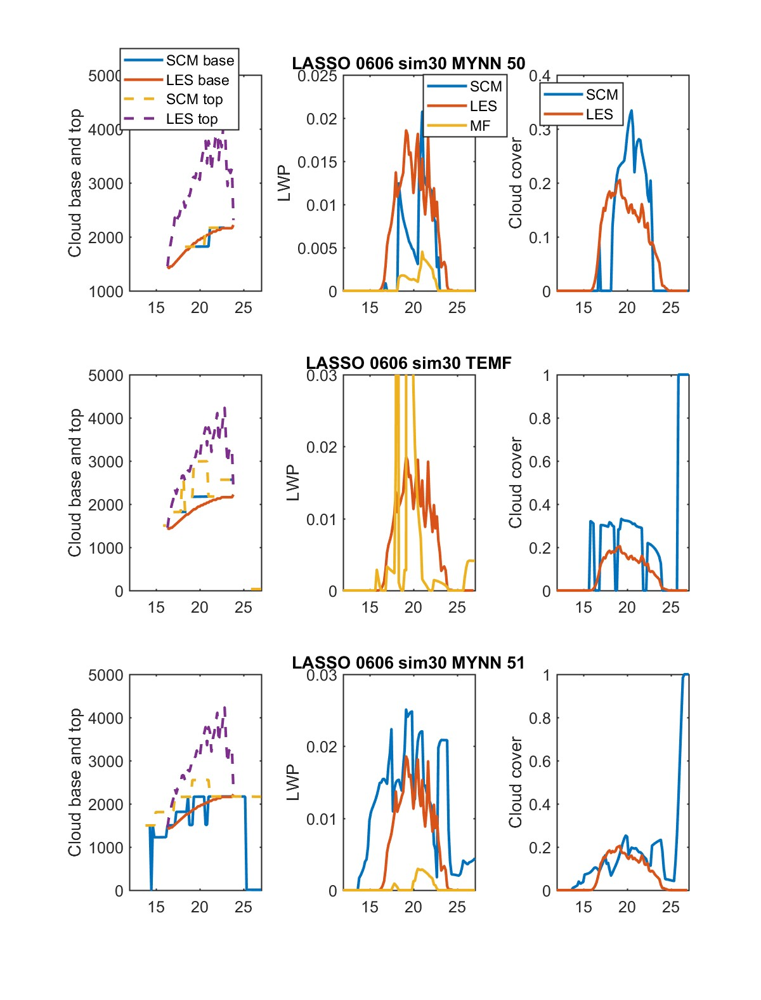 LASSO 0606 sim30 MYNN 50
SCM base
LES base
SCM top
LES top
Cloud base and top
5000
4000
3000
2000
1000
15 20 25
SCM
LES
MF
LWP
0.025
0.02
0.015
0.01
0.005
0
15 20 25
SCM
LES
Cloud cover
0.4
0.3
0.2
0.1
0
15 20 25
LASSO 0606 sim30 TEMF
Cloud base and top
5000
4000
3000
2000
1000
0
15 20 25
LWP
0.03
0.02
0.01
0
15 20 25
Cloud cover
1
0.8
0.6
0.4
0.2
0
15 20 25
LASSO 0606 sim30 MYNN 51
Cloud base and top
5000
4000
3000
2000
1000
0
15 20 25
LWP
0.03
0.02
0.01
0
15 20 25
Cloud cover
1
0.8
0.6
0.4
0.2
0
15 20 25